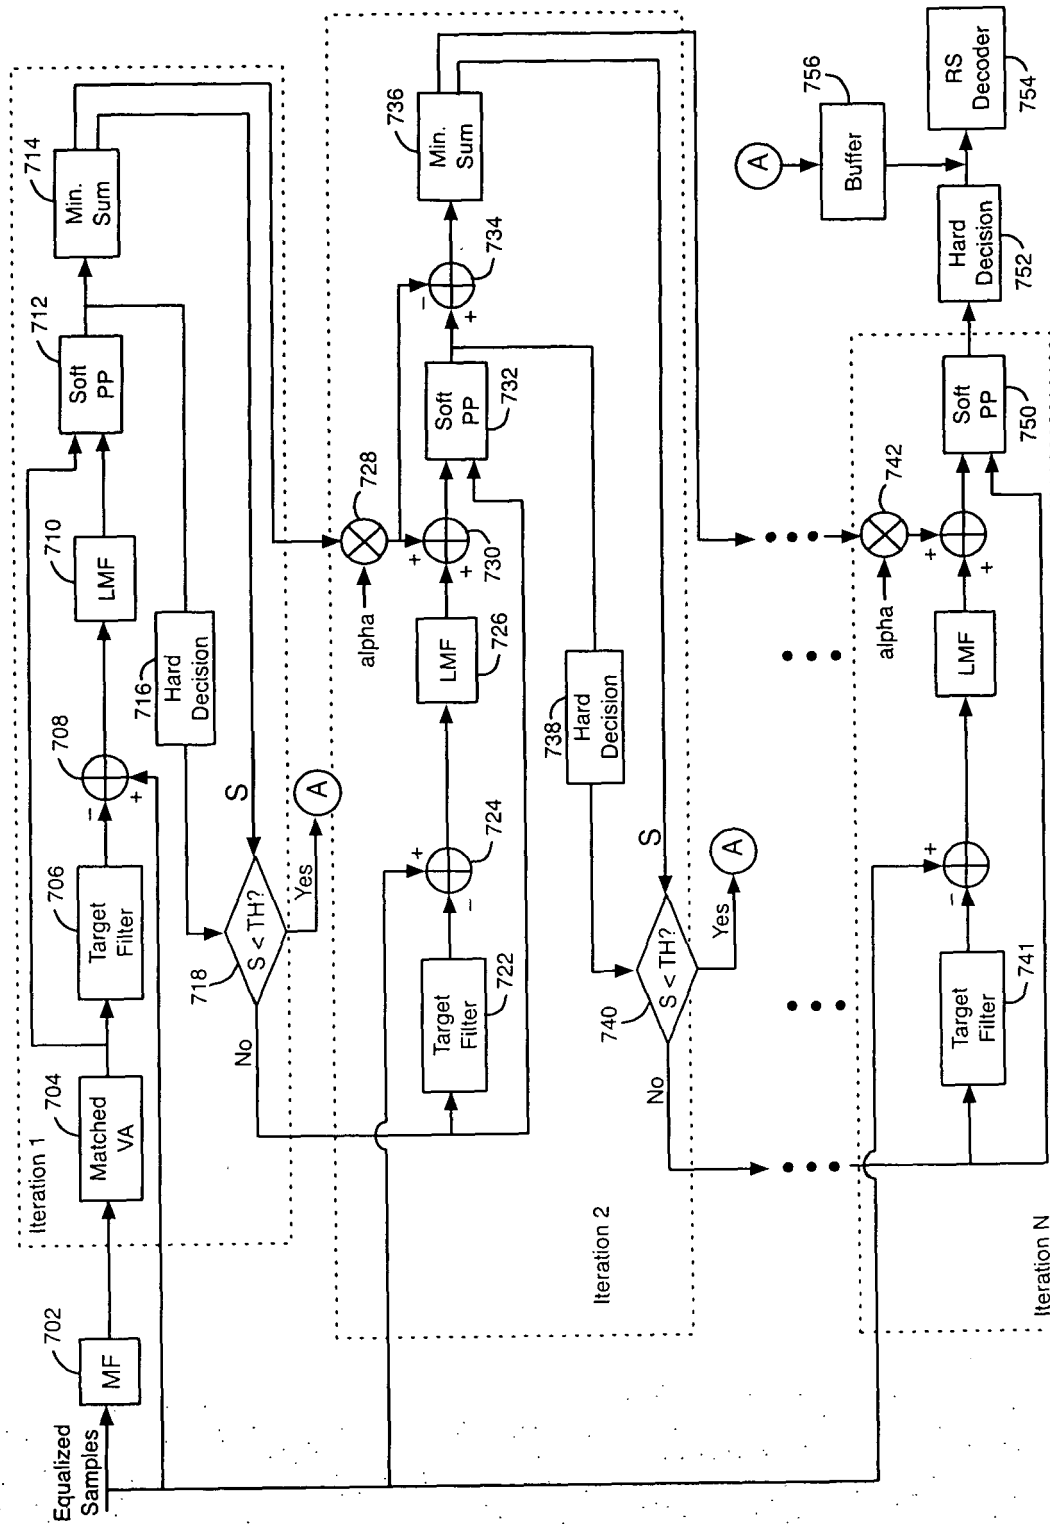 Equalized
Samples
702
MF
Iteration 1
704
Matched
VA
706
Target
Filter
708
−
+
710
LMF
712
Soft
PP
714
Min.
Sum
716
Hard
Decision
718
S < TH?
S
No
Yes
A
Iteration 2
722
Target
Filter
724
+
−
726
LMF
728
alpha
730
+
+
732
Soft
PP
734
−
+
736
Min.
Sum
738
Hard
Decision
740
S < TH?
S
No
Yes
A
Iteration N
741
Target
Filter
+
−
LMF
742
alpha
+
+
750
Soft
PP
752
Hard
Decision
754
RS
Decoder
756
Buffer
A